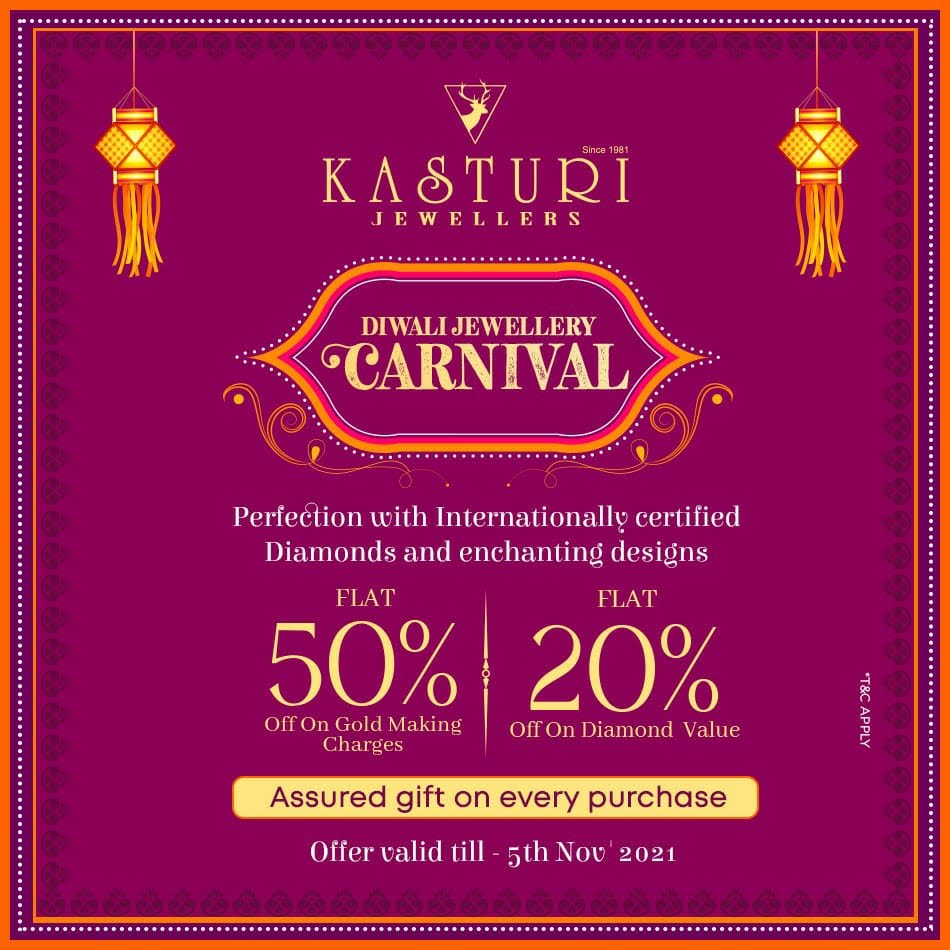 Since 1981
KASTURI
JEWELLERS
DIWALI JEWELLERY
CARNIVAL
Perfection with Internationally certified
Diamonds and enchanting designs
FLAT
50%
Off On Gold Making
Charges
FLAT
20%
Off On Diamond Value
*T&C APPLY
Assured gift on every purchase
Offer valid till - 5th Nov' 2021